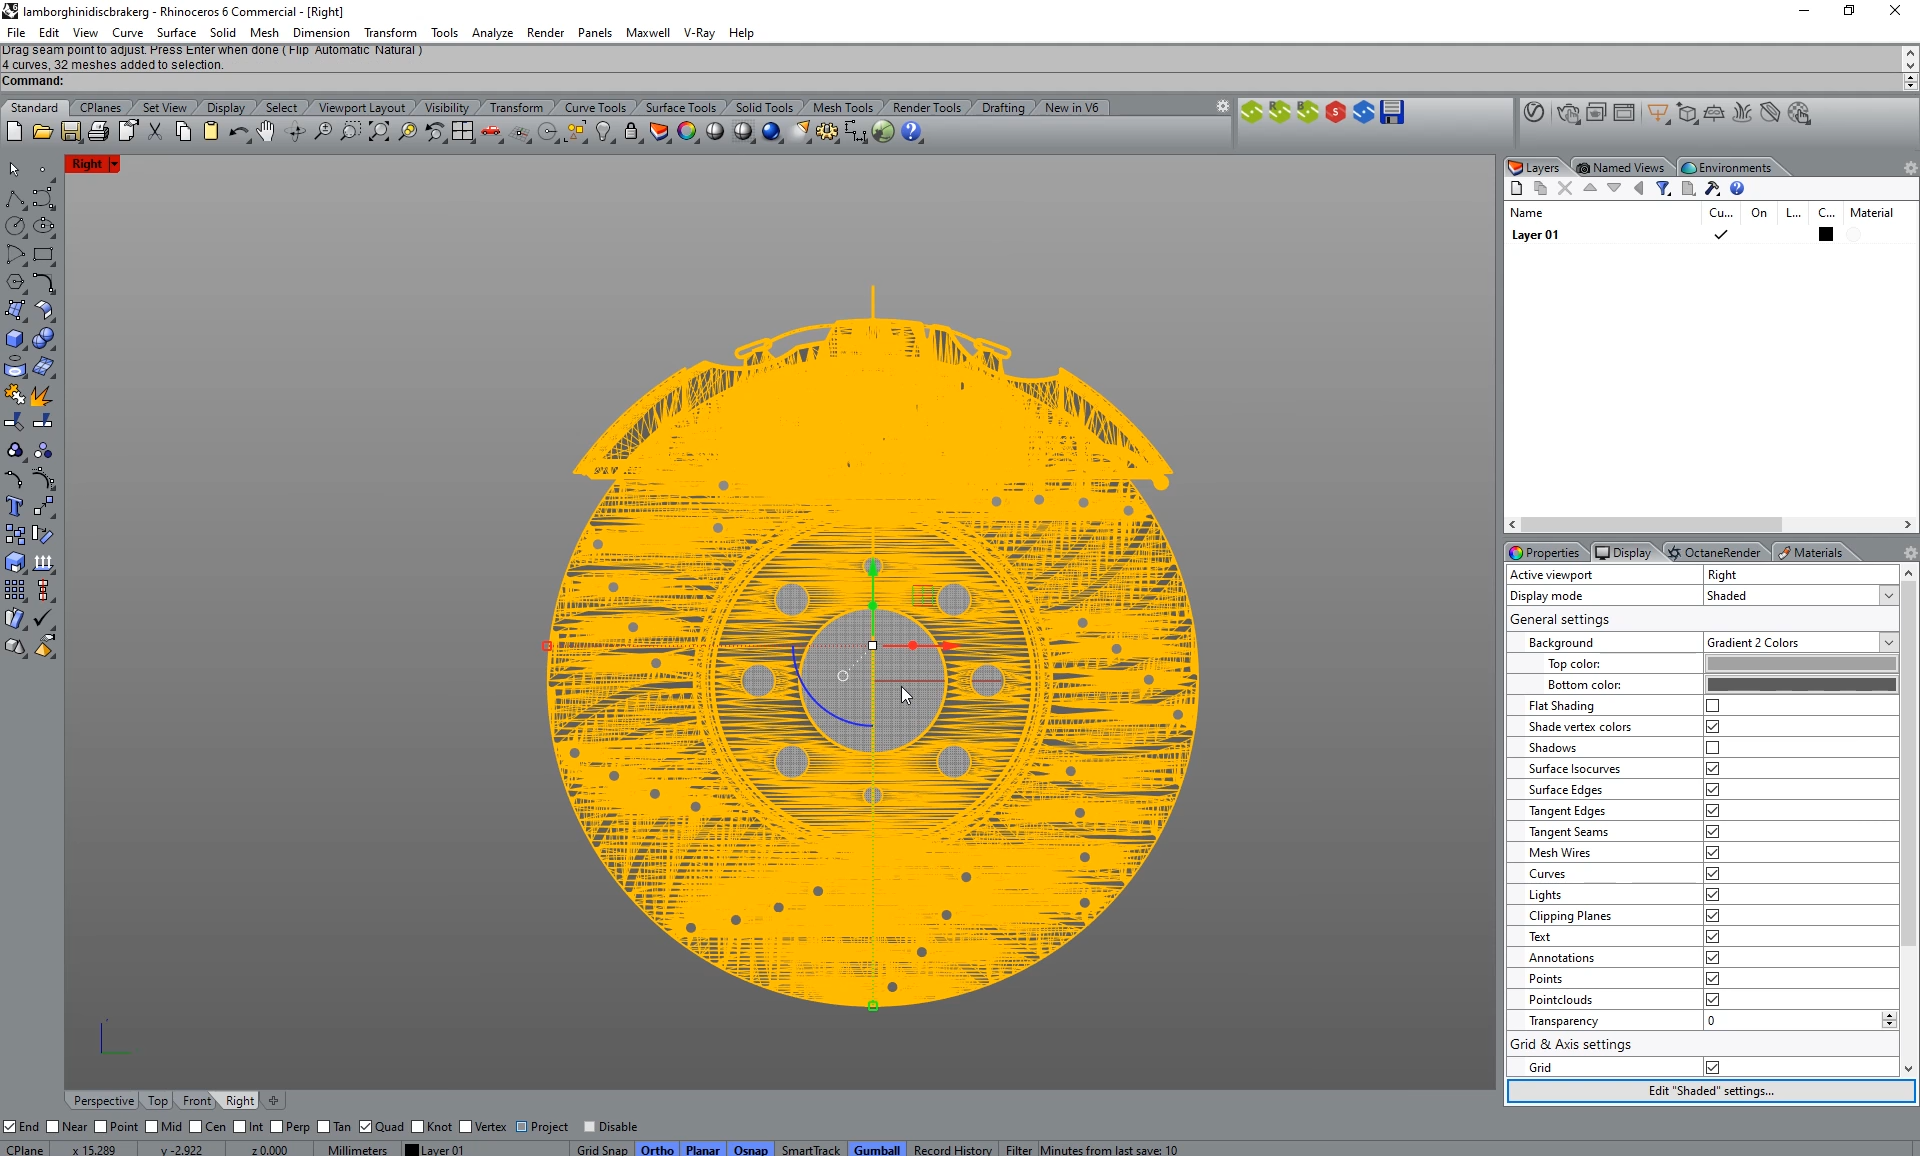 lamborghinidiscbrakerg - Rhinoceros 6 Commercial - [Right]
File Edit View Curve Surface Solid Mesh Dimension Transform Tools Analyze Render Panels Maxwell V-Ray Help
Drag seam point to adjust. Press Enter when done ( Flip Automatic Natural )
4 curves, 32 meshes added to selection.
Command:
Standard CPlanes Set View Display Select Viewport Layout Visibility Transform Curve Tools Surface Tools Solid Tools Mesh Tools Render Tools Drafting New in V6
Right
Layers Named Views Environments
Name Cu... On L... C... Material
Layer 01
Properties Display OctaneRender Materials
Active viewport Right
Display mode Shaded
General settings
Background Gradient 2 Colors
Top color:
Bottom color:
Flat Shading
Shade vertex colors
Shadows
Surface Isocurves
Surface Edges
Tangent Edges
Tangent Seams
Mesh Wires
Curves
Lights
Clipping Planes
Text
Annotations
Points
Pointclouds
Transparency 0
Grid & Axis settings
Grid
Edit "Shaded" settings...
Perspective Top Front Right
End Near Point Mid Cen Int Perp Tan Quad Knot Vertex Project Disable
CPlane x 15.289 y -2.922 z 0.000 Millimeters Layer 01 Grid Snap Ortho Planar Osnap SmartTrack Gumball Record History Filter Minutes from last save: 10